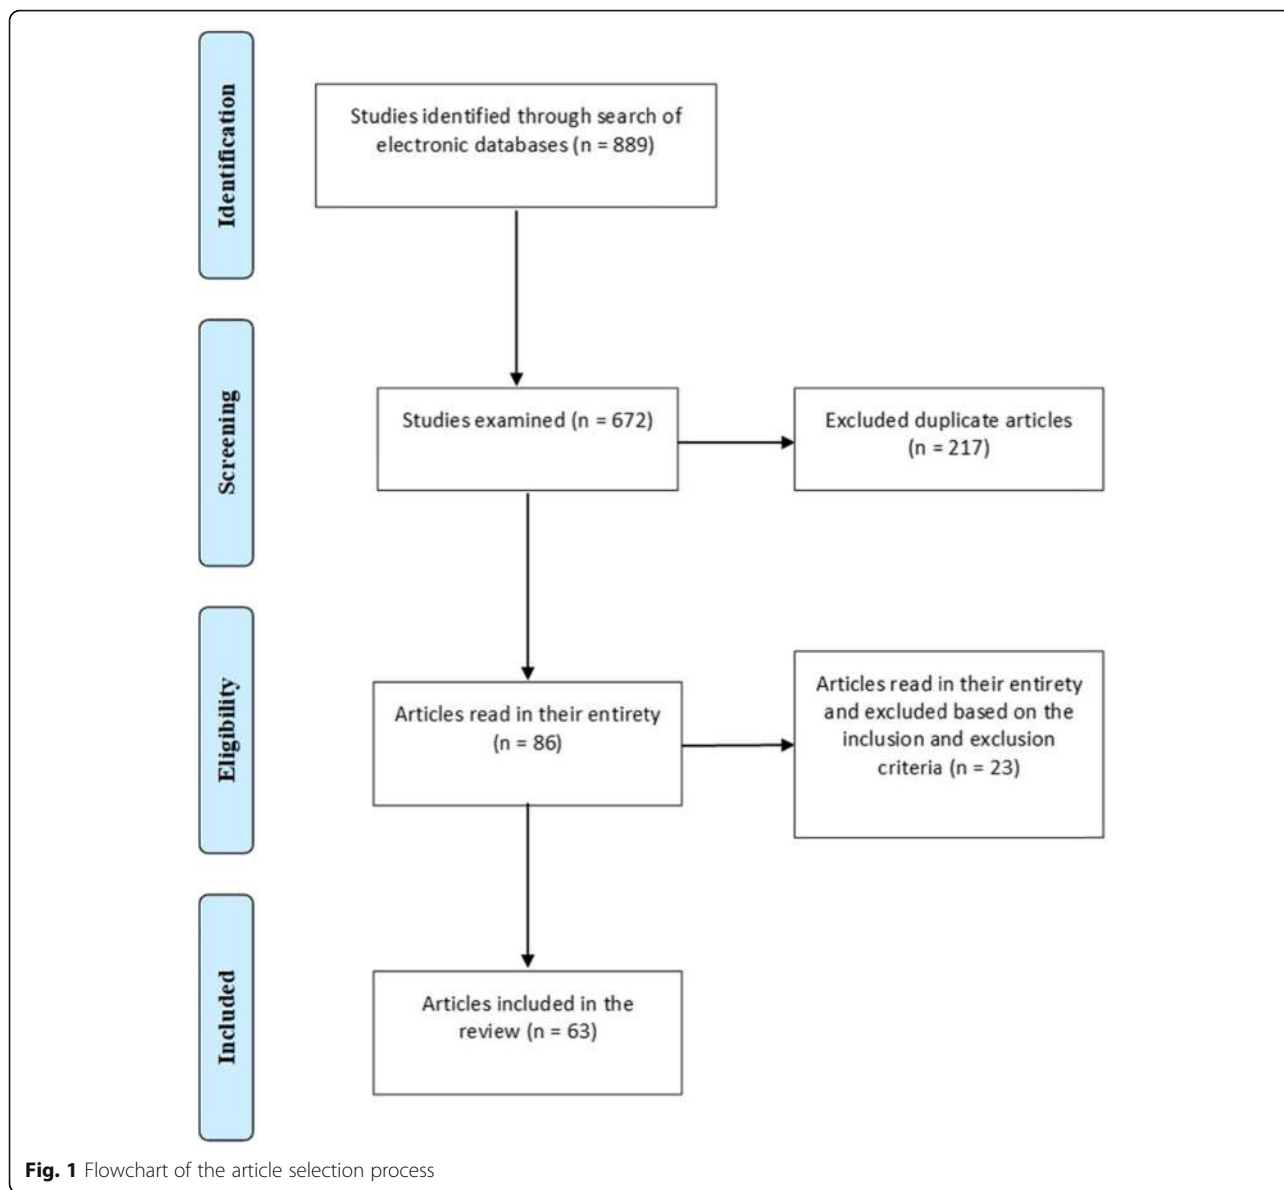 Identification
Studies identified through search of
electronic databases (n = 889)
Screening
Studies examined (n = 672)
Excluded duplicate articles
(n = 217)
Eligibility
Articles read in their entirety
(n = 86)
Articles read in their entirety
and excluded based on the
inclusion and exclusion
criteria (n = 23)
Included
Articles included in the
review (n = 63)
Fig. 1 Flowchart of the article selection process